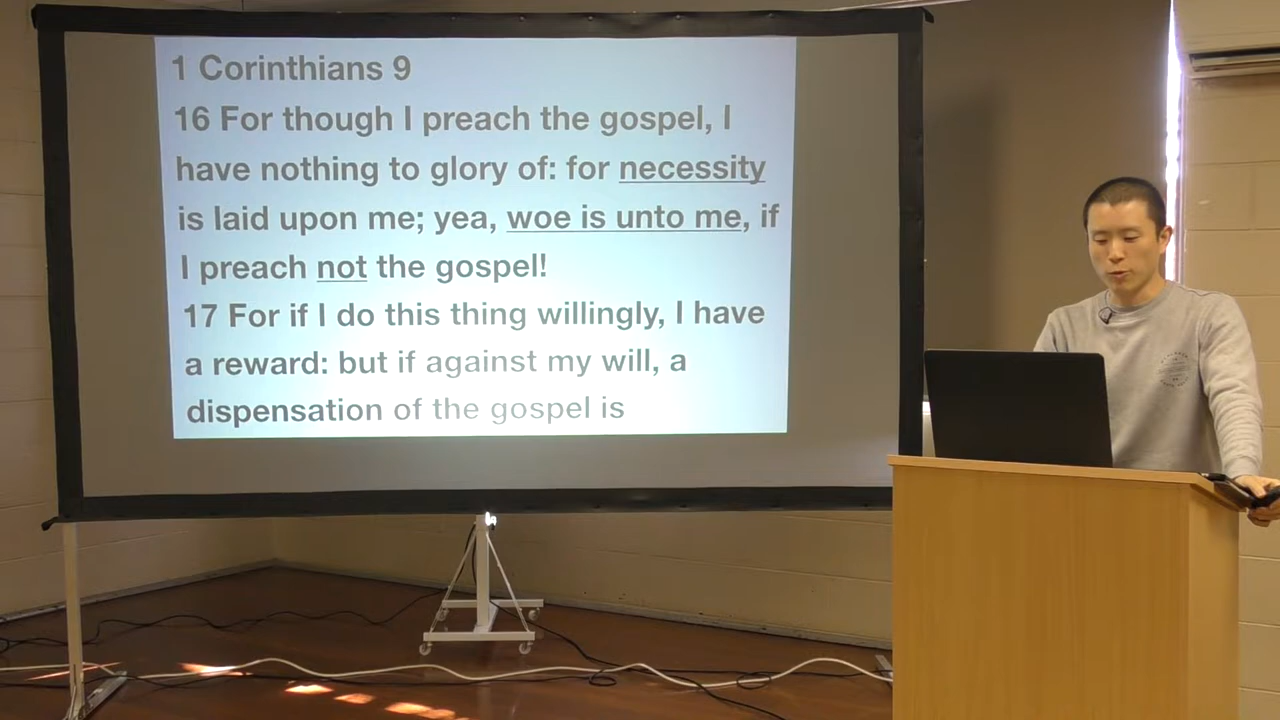 1 Corinthians 9
16 For though I preach the gospel, I
have nothing to glory of: for necessity
is laid upon me; yea, woe is unto me, if
I preach not the gospel!
17 For if I do this thing willingly, I have
a reward: but if against my will, a
dispensation of the gospel is